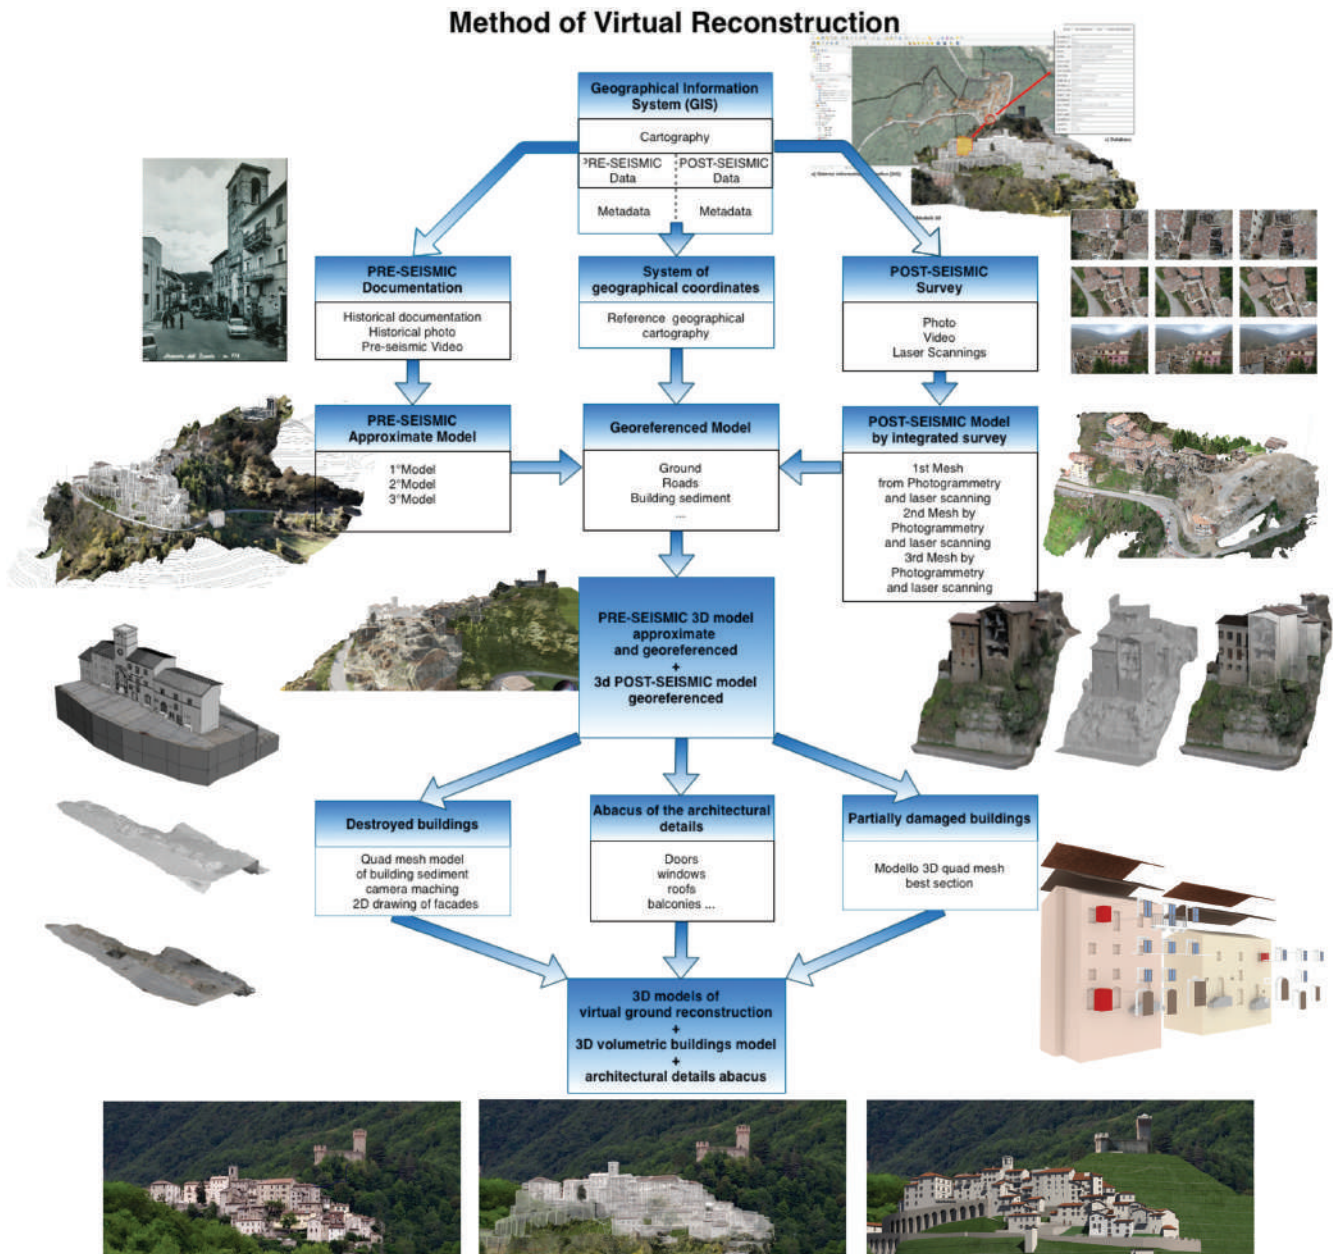 Method of Virtual Reconstruction
Geographical Information
System (GIS)
Cartography
PRE-SEISMIC
Data
POST-SEISMIC
Data
Metadata
Metadata
PRE-SEISMIC
Documentation
Historical documentation
Historical photo
Pre-seismic Video
System of
geographical coordinates
Reference geographical
cartography
POST-SEISMIC
Survey
Photo
Video
Laser Scannings
PRE-SEISMIC
Approximate Model
1°Model
2°Model
3°Model
Georeferenced Model
Ground
Roads
Building sediment
...
POST-SEISMIC Model
by integrated survey
1st Mesh
from Photogrammetry
and laser scanning
2nd Mesh by
Photogrammetry
and laser scanning
3rd Mesh by
Photogrammetry
and laser scanning
PRE-SEISMIC 3D model
approximate
and georeferenced
+
3d POST-SEISMIC model
georeferenced
Destroyed buildings
Quad mesh model
of building sediment
camera maching
2D drawing of facades
Abacus of the architectural
details
Doors
windows
roofs
balconies ...
Partially damaged buildings
Modello 3D quad mesh
best section
3D models of
virtual ground reconstruction
+
3D volumetric buildings model
+
architectural details abacus